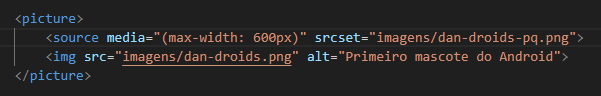 <picture>
<source media="(max-width: 600px)" srcset="imagens/dan-droids-pq.png">
<img src="imagens/dan-droids.png" alt="Primeiro mascote do Android">
</picture>